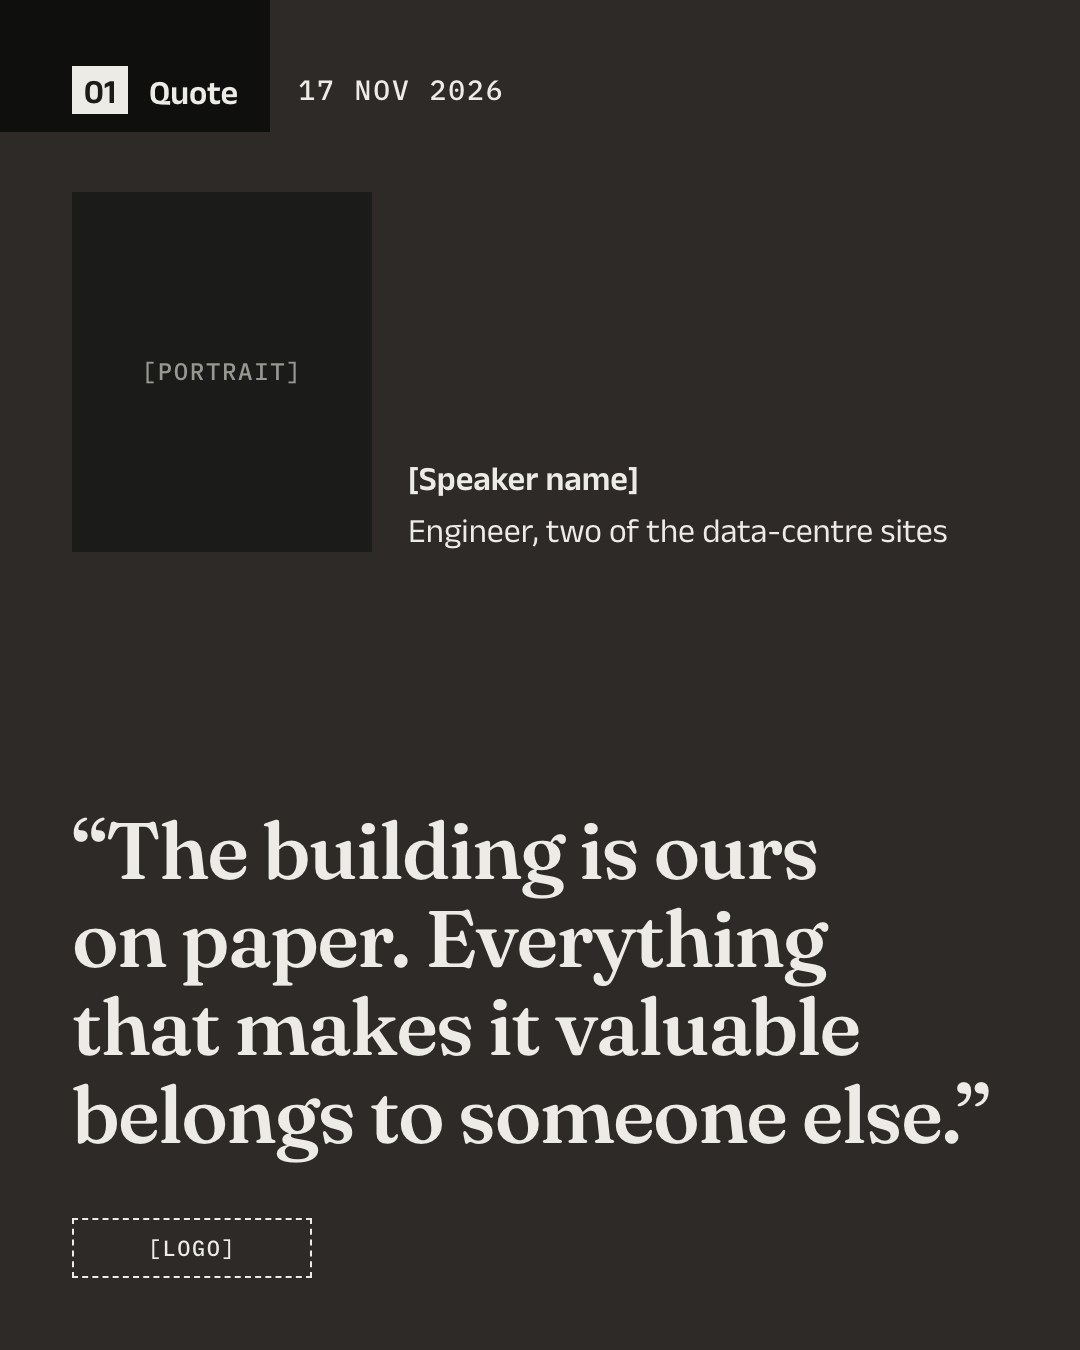 01 Quote 17 NOV 2026
[PORTRAIT]
[Speaker name]
Engineer, two of the data-centre sites
“The building is ours
on paper. Everything
that makes it valuable
belongs to someone else.”
[LOGO]